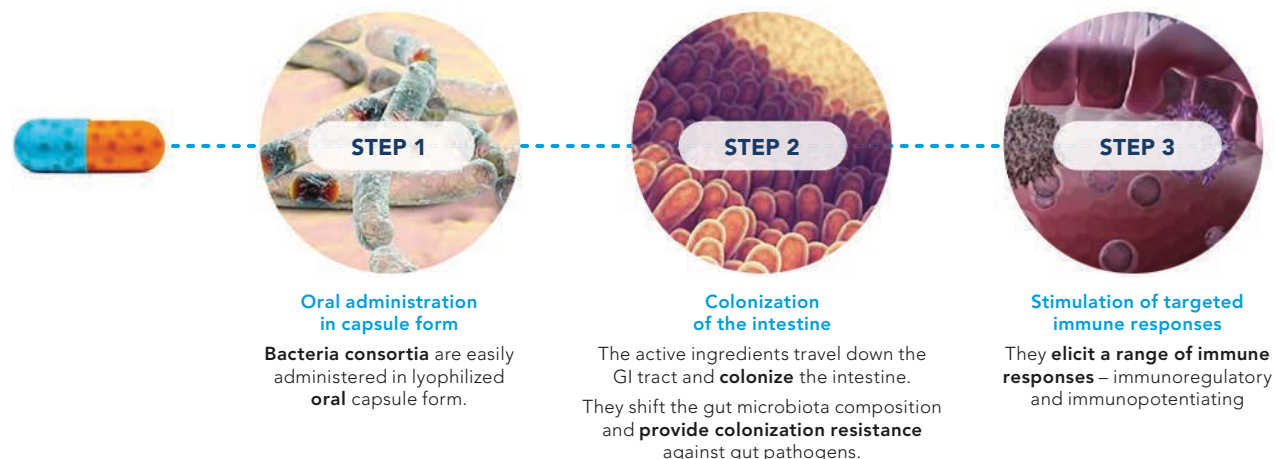 STEP 1
Oral administration
in capsule form
Bacteria consortia are easily
administered in lyophilized
oral capsule form.
STEP 2
Colonization
of the intestine
The active ingredients travel down the
GI tract and colonize the intestine.
They shift the gut microbiota composition
and provide colonization resistance
against gut pathogens.
STEP 3
Stimulation of targeted
immune responses
They elicit a range of immune
responses – immunoregulatory
and immunopotentiating